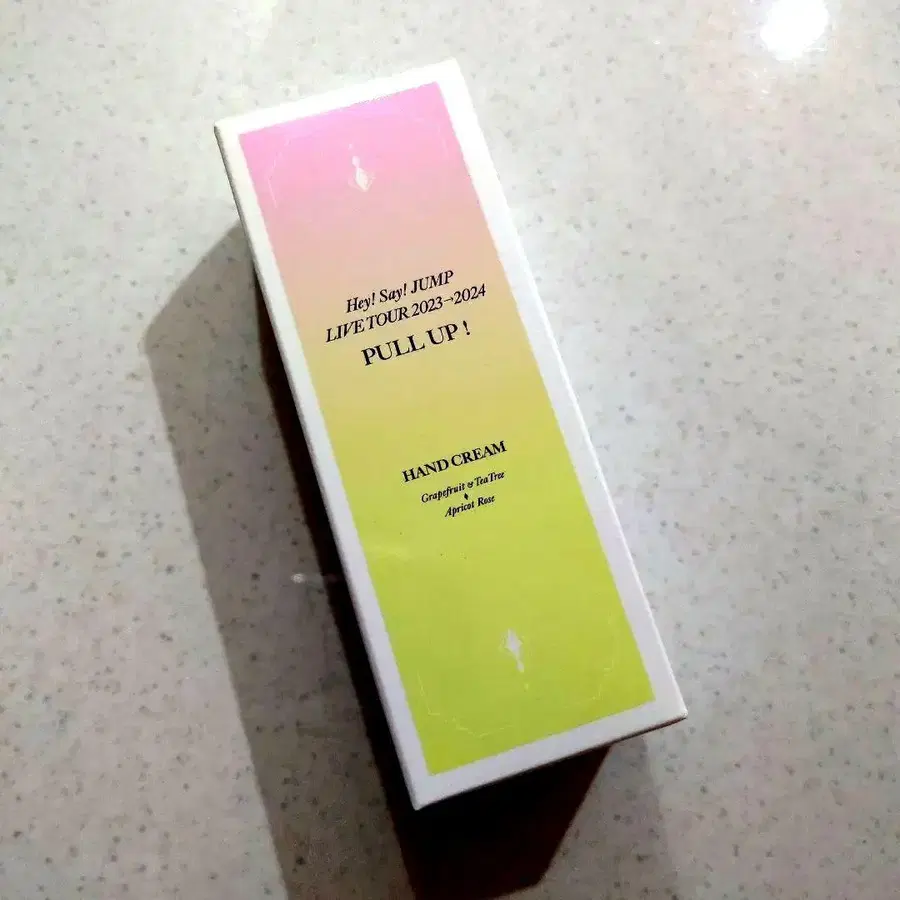 Hey! Say! JUMP
LIVE TOUR 2023→2024
PULL UP !
HAND CREAM
Grapefruit & Tea Tree
Apricot Rose